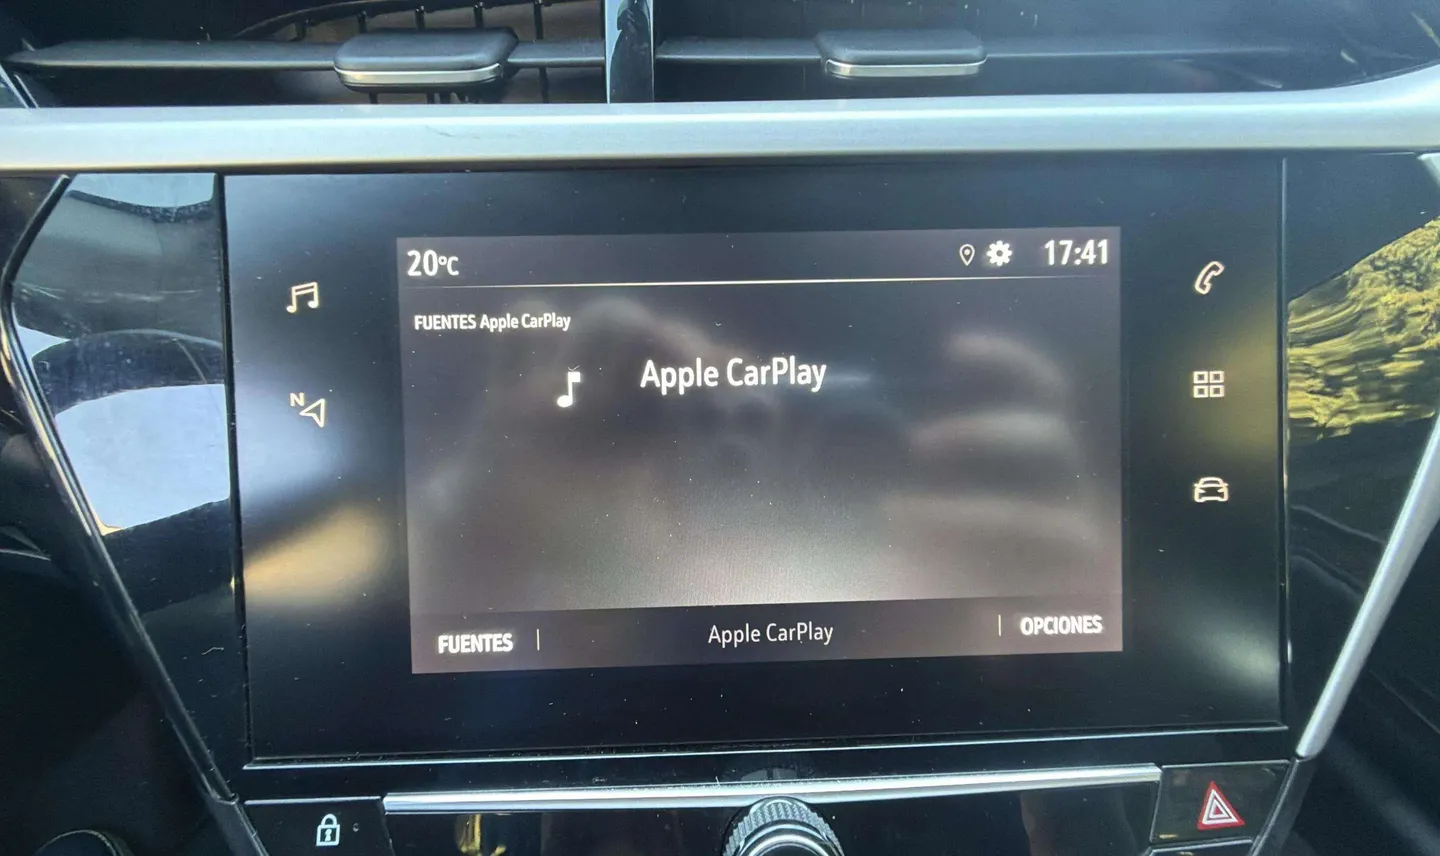 20°C 17:41
FUENTES Apple CarPlay
Apple CarPlay
N
FUENTES | Apple CarPlay | OPCIONES